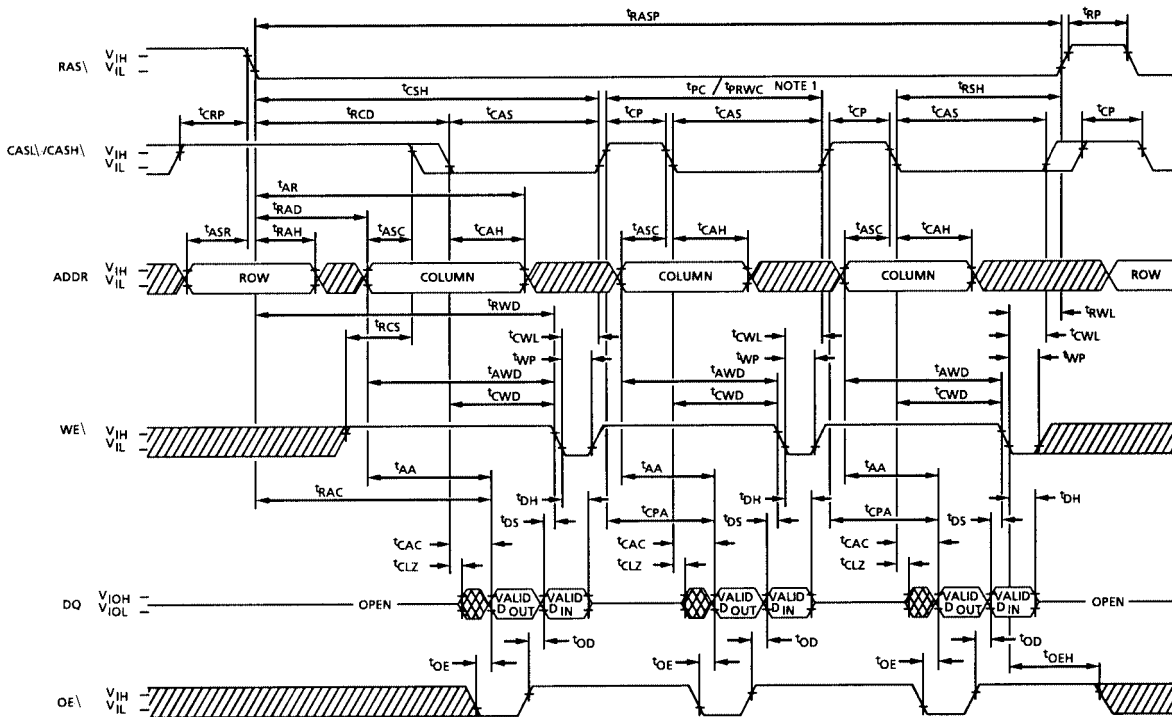 tRASP tRP
RAS\ VIH VIL
tCSH tPC / tPRWC NOTE 1 tRSH
tCRP tRCD tCAS tCP tCAS tCP tCAS tCP
CASL\/CASH\ VIH VIL
tAR
tRAD
tASR tRAH tASC tCAH tASC tCAH tASC tCAH
ADDR VIH VIL ROW COLUMN COLUMN COLUMN ROW
tRWD tRWL
tRCS tCWL tCWL tCWL
tWP tWP tWP
tAWD tAWD tAWD
tCWD tCWD tCWD
WE\ VIH VIL
tAA tAA tAA
tRAC tDH tDH tDH
tCPA tCPA
tDS tDS tDS
tCAC tCAC tCAC
tCLZ tCLZ tCLZ
DQ VIOH VIOL OPEN VALID DOUT VALID DIN VALID DOUT VALID DIN VALID DOUT VALID DIN OPEN
tOD tOD tOD
tOE tOE tOE tOEH
OE\ VIH VIL